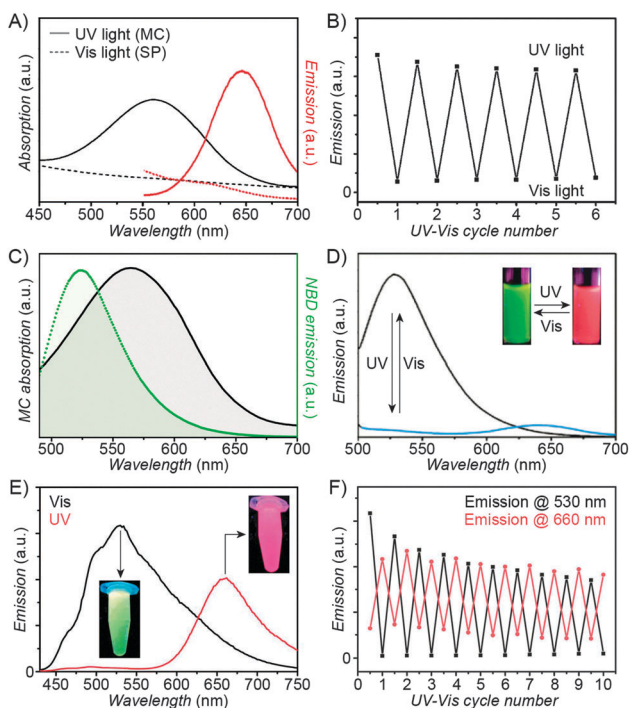 A)
UV light (MC)
Vis light (SP)
Absorption (a.u.)
Emission (a.u.)
450 500 550 600 650 700
Wavelength (nm)
B)
UV light
Vis light
Emission (a.u.)
0
0 1 2 3 4 5 6
UV-Vis cycle number
C)
MC absorption (a.u.)
NBD emission (a.u.)
500 550 600 650 700
Wavelength (nm)
D)
UV
Vis
UV Vis
Emission (a.u.)
500 550 600 650 700
Wavelength (nm)
E)
Vis
UV
Emission (a.u.)
0
450 500 550 600 650 700 750
Wavelength (nm)
F)
Emission @ 530 nm
Emission @ 660 nm
Emission (a.u.)
0
0 1 2 3 4 5 6 7 8 9 10
UV-Vis cycle number